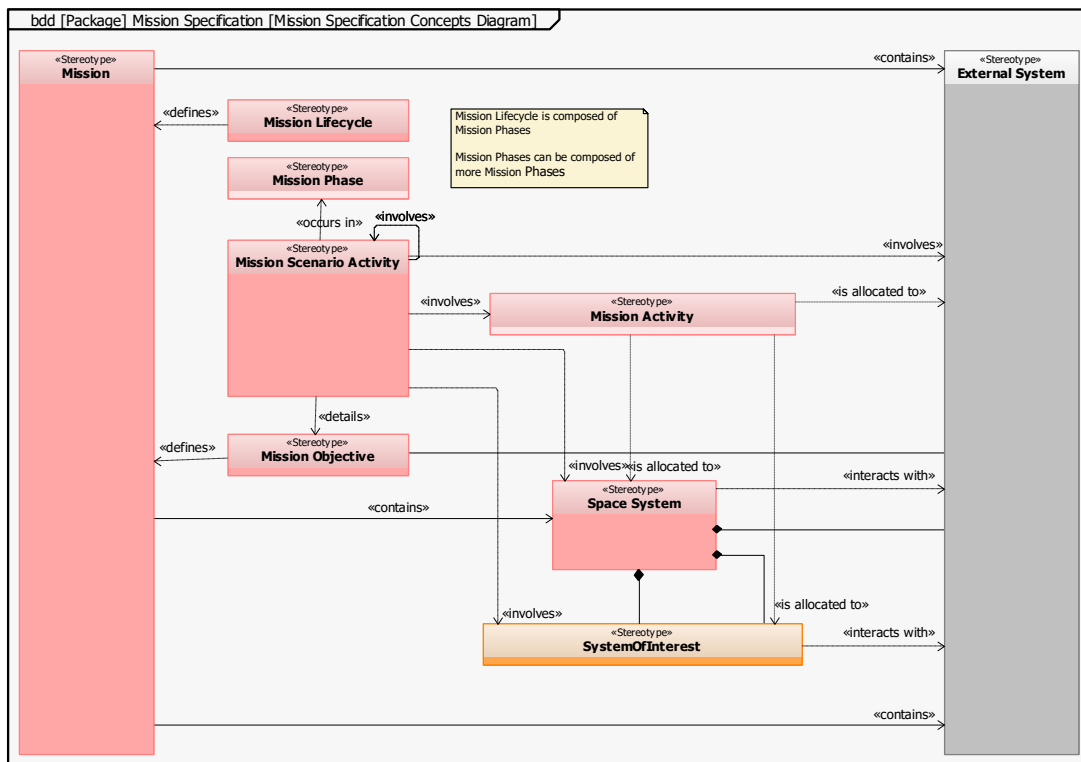 bdd [Package] Mission Specification [Mission Specification Concepts Diagram]
«Stereotype»
Mission
«contains»
«Stereotype»
External System
«defines»
«Stereotype»
Mission Lifecycle
Mission Lifecycle is composed of
Mission Phases
Mission Phases can be composed of
more Mission Phases
«Stereotype»
Mission Phase
«occurs in»
«involves»
«Stereotype»
Mission Scenario Activity
«involves»
«involves»
«Stereotype»
Mission Activity
«is allocated to»
«details»
«defines»
«Stereotype»
Mission Objective
«involves»
«is allocated to»
«Stereotype»
Space System
«interacts with»
«contains»
«involves»
«is allocated to»
«Stereotype»
SystemOfInterest
«interacts with»
«contains»